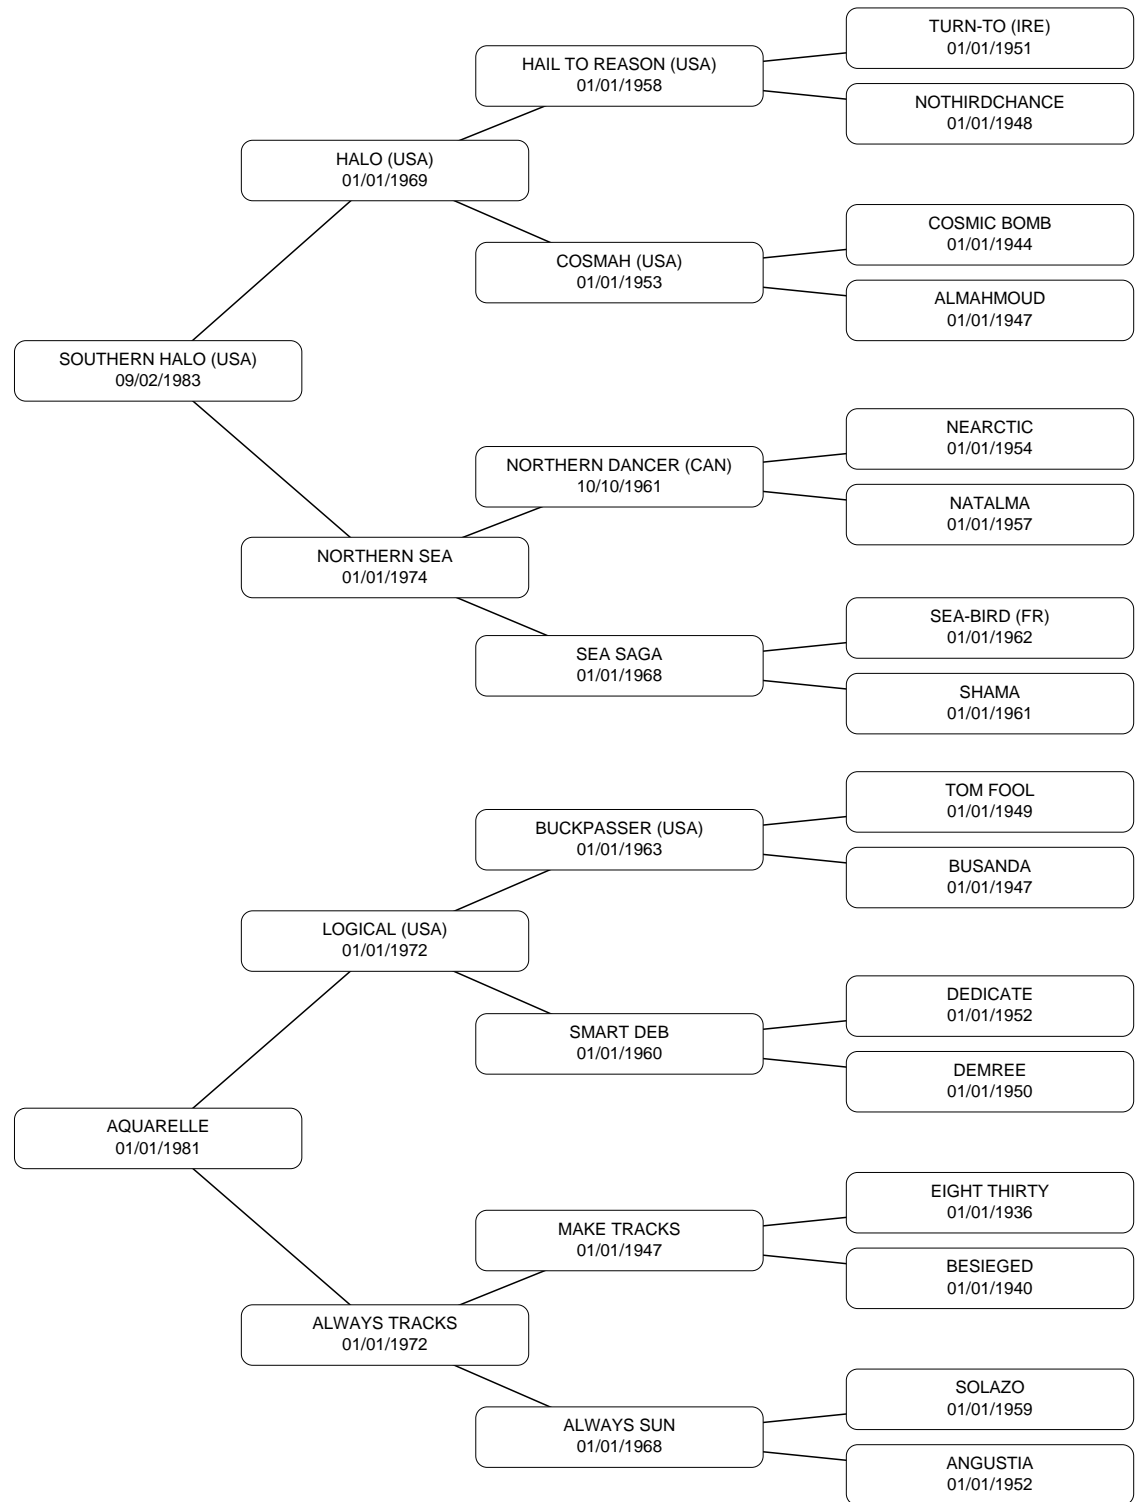 TURN-TO (IRE)
01/01/1951
HAIL TO REASON (USA)
01/01/1958
NOTHIRDCHANCE
01/01/1948
HALO (USA)
01/01/1969
COSMIC BOMB
01/01/1944
COSMAH (USA)
01/01/1953
ALMAHMOUD
01/01/1947
SOUTHERN HALO (USA)
09/02/1983
NEARCTIC
01/01/1954
NORTHERN DANCER (CAN)
10/10/1961
NATALMA
01/01/1957
NORTHERN SEA
01/01/1974
SEA-BIRD (FR)
01/01/1962
SEA SAGA
01/01/1968
SHAMA
01/01/1961
TOM FOOL
01/01/1949
BUCKPASSER (USA)
01/01/1963
BUSANDA
01/01/1947
LOGICAL (USA)
01/01/1972
DEDICATE
01/01/1952
SMART DEB
01/01/1960
DEMREE
01/01/1950
AQUARELLE
01/01/1981
EIGHT THIRTY
01/01/1936
MAKE TRACKS
01/01/1947
BESIEGED
01/01/1940
ALWAYS TRACKS
01/01/1972
SOLAZO
01/01/1959
ALWAYS SUN
01/01/1968
ANGUSTIA
01/01/1952